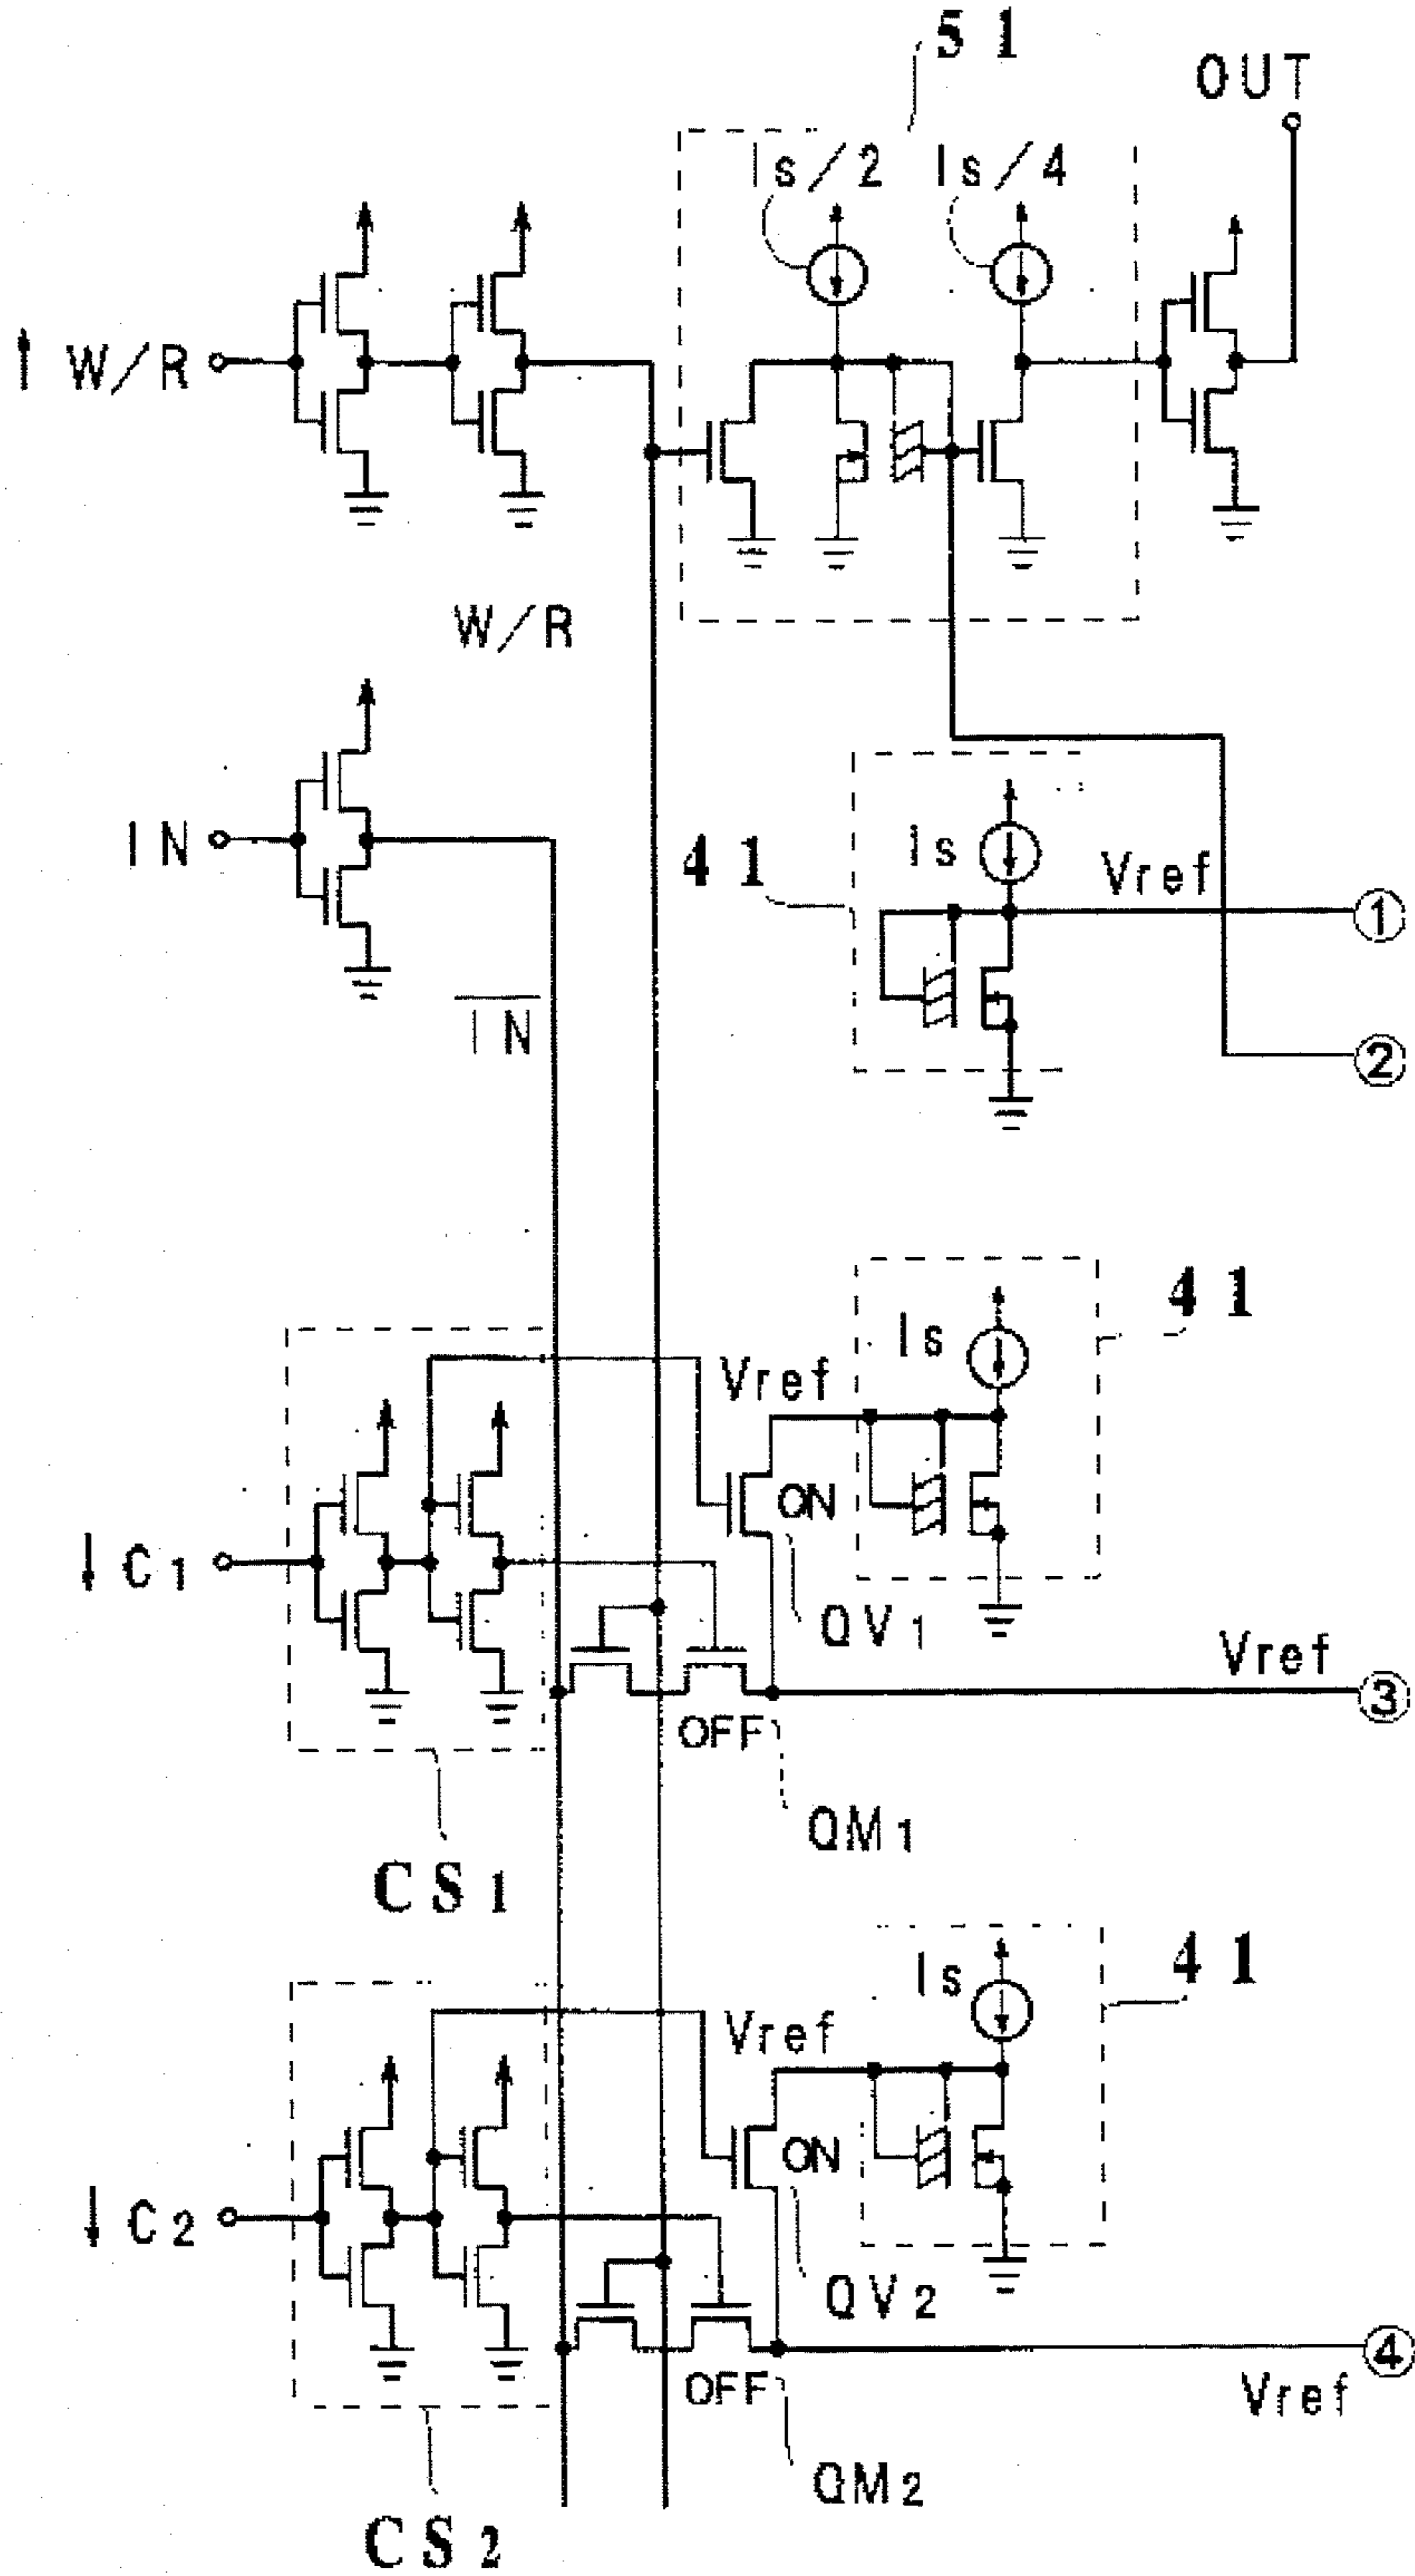 51
OUT
Is/2 Is/4
↑ W/R
W/R
IN
41
Is
Vref
①
IN
②
41
Is
Vref
ON
↓ C1
QV1
Vref
③
OFF
QM1
CS1
41
Is
Vref
ON
↓ C2
QV2
④
OFF
Vref
QM2
CS2